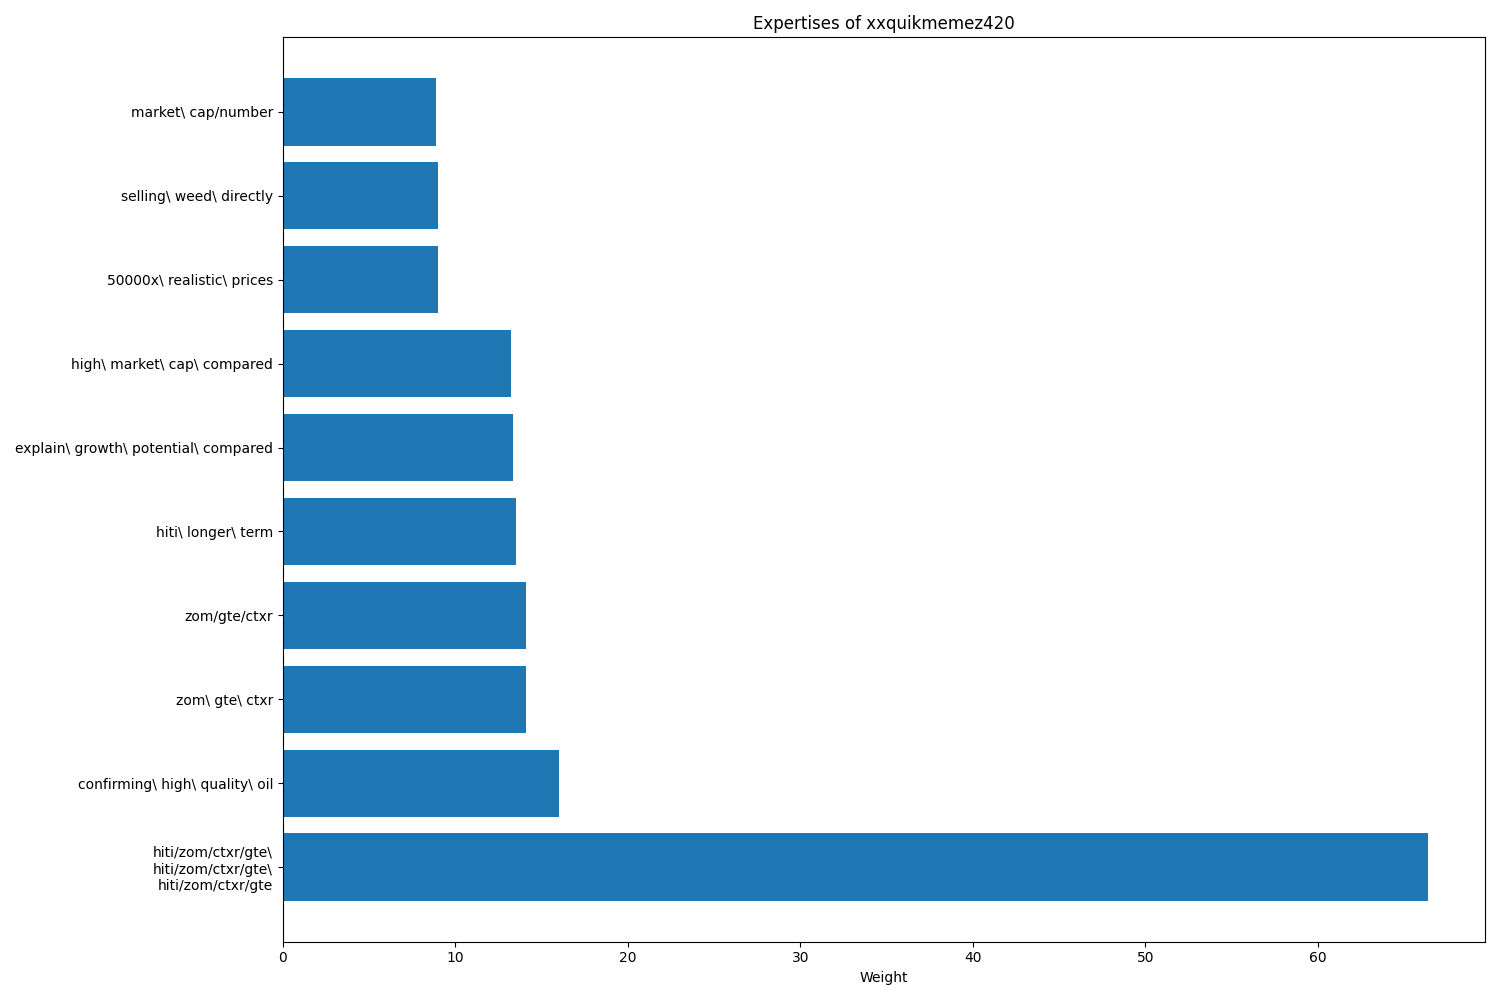 Expertises of xxquikmemez420
market\ cap/number
selling\ weed\ directly
50000x\ realistic\ prices
high\ market\ cap\ compared
explain\ growth\ potential\ compared
hiti\ longer\ term
zom/gte/ctxr
zom\ gte\ ctxr
confirming\ high\ quality\ oil
hiti/zom/ctxr/gte\
hiti/zom/ctxr/gte\
hiti/zom/ctxr/gte
0 10 20 30 40 50 60
Weight